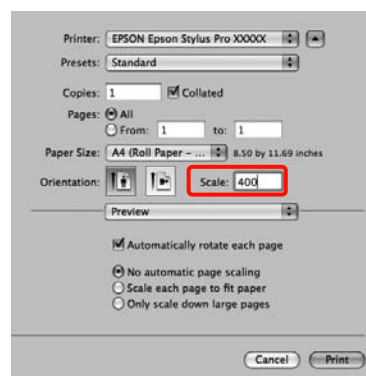 Printer: EPSON Epson Stylus Pro XXXXX
Presets: Standard
Copies: 1 Collated
Pages: All
From: 1 to: 1
Paper Size: A4 (Roll Paper – ... 8.50 by 11.69 inches
Orientation: Scale: 400
Preview
Automatically rotate each page
No automatic page scaling
Scale each page to fit paper
Only scale down large pages
Cancel Print